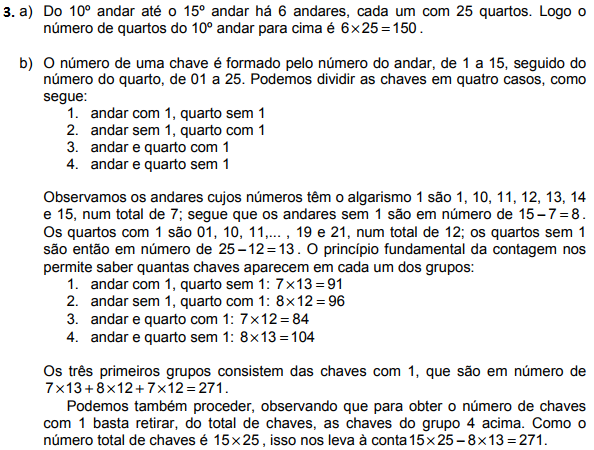 3. a) Do 10º andar até o 15º andar há 6 andares, cada um com 25 quartos. Logo o
número de quartos do 10º andar para cima é 6×25=150.
b) O número de uma chave é formado pelo número do andar, de 1 a 15, seguido do
número do quarto, de 01 a 25. Podemos dividir as chaves em quatro casos, como
segue:
1. andar com 1, quarto sem 1
2. andar sem 1, quarto com 1
3. andar e quarto com 1
4. andar e quarto sem 1
Observamos os andares cujos números têm o algarismo 1 são 1, 10, 11, 12, 13, 14
e 15, num total de 7; segue que os andares sem 1 são em número de 15−7=8.
Os quartos com 1 são 01, 10, 11,... , 19 e 21, num total de 12; os quartos sem 1
são então em número de 25−12=13. O princípio fundamental da contagem nos
permite saber quantas chaves aparecem em cada um dos grupos:
1. andar com 1, quarto sem 1: 7×13=91
2. andar sem 1, quarto com 1: 8×12=96
3. andar e quarto com 1: 7×12=84
4. andar e quarto sem 1: 8×13=104
Os três primeiros grupos consistem das chaves com 1, que são em número de
7×13+8×12+7×12=271.
Podemos também proceder, observando que para obter o número de chaves
com 1 basta retirar, do total de chaves, as chaves do grupo 4 acima. Como o
número total de chaves é 15×25, isso nos leva à conta 15×25−8×13=271.